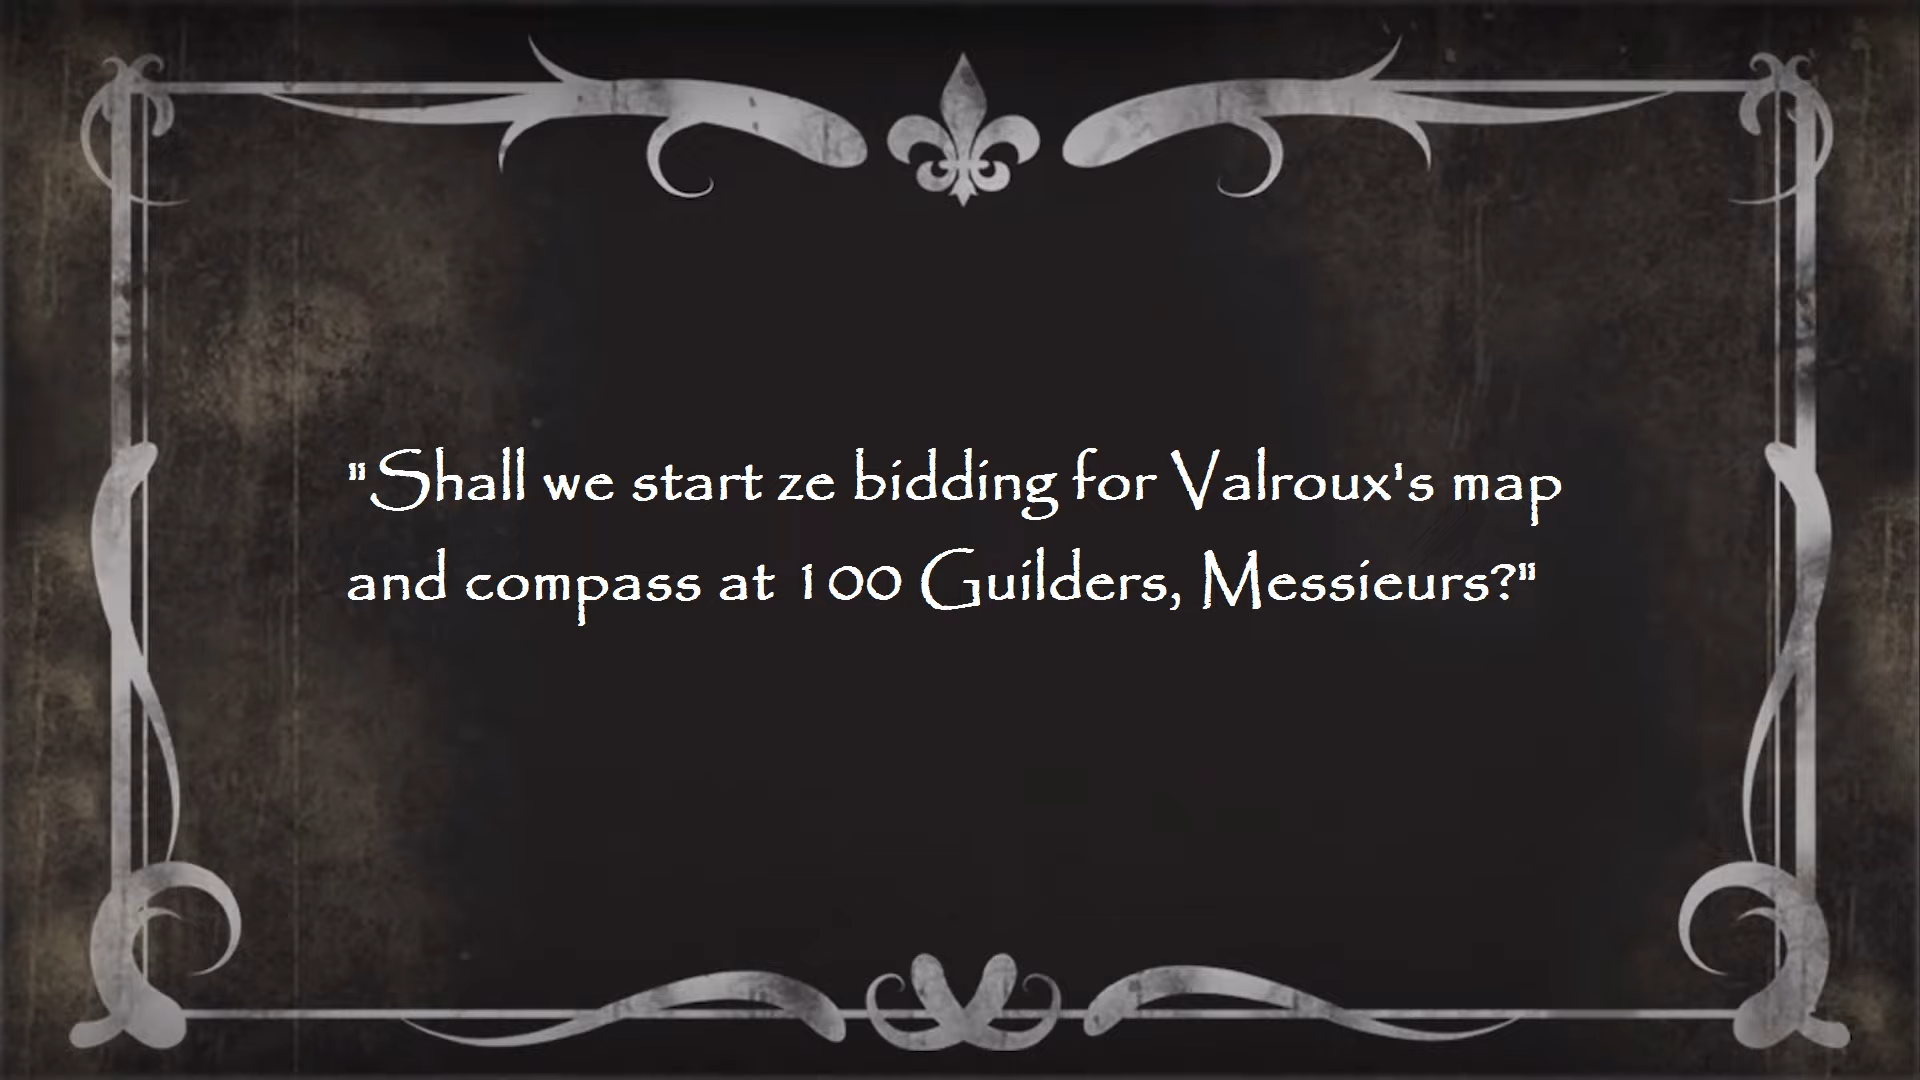 "Shall we start ze bidding for Valroux's map
and compass at 100 Guilders, Messieurs?"